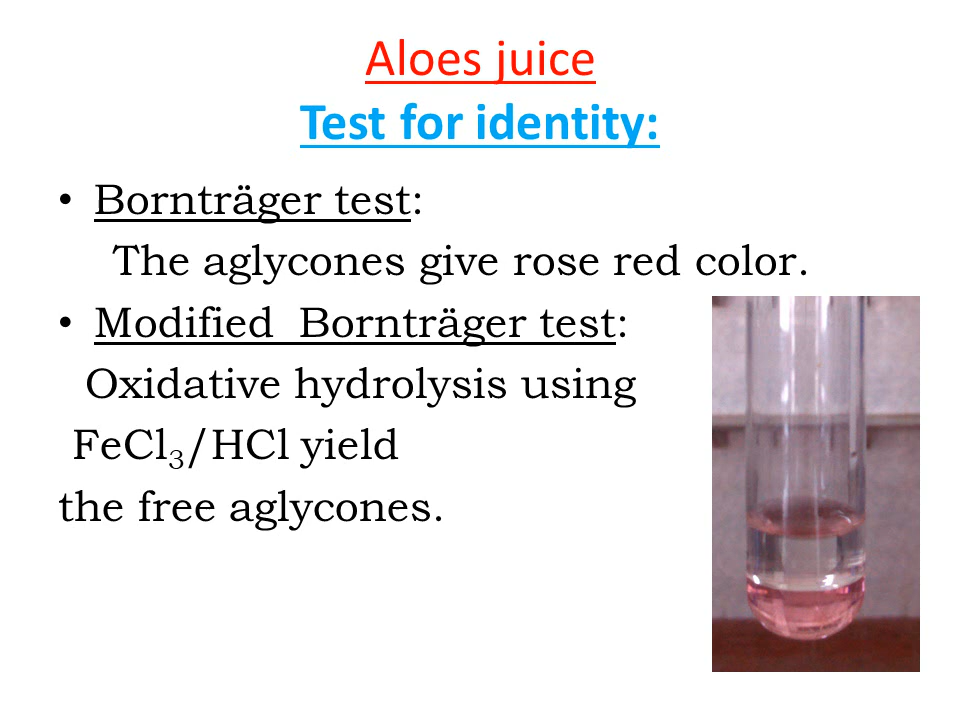 Aloes juice
Test for identity:
• Bornträger test:
The aglycones give rose red color.
• Modified Bornträger test:
Oxidative hydrolysis using
FeCl₃/HCl yield
the free aglycones.